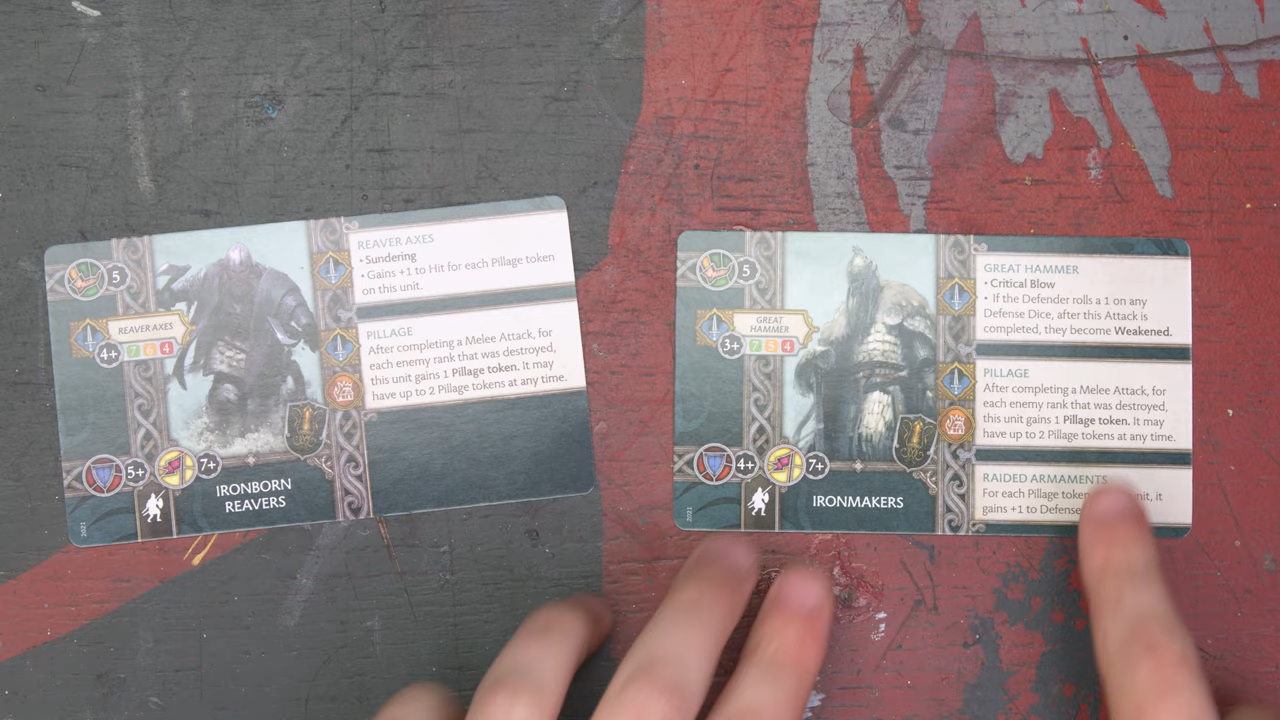 5
REAVER AXES
4+
7 6 4
5+
7+
IRONBORN
REAVERS
2021
REAVER AXES
• Sundering
• Gains +1 to Hit for each Pillage token
on this unit.
PILLAGE
After completing a Melee Attack, for
each enemy rank that was destroyed,
this unit gains 1 Pillage token. It may
have up to 2 Pillage tokens at any time.
5
GREAT
HAMMER
3+
7 5 4
4+
7+
IRONMAKERS
2021
GREAT HAMMER
• Critical Blow
• If the Defender rolls a 1 on any
Defense Dice, after this Attack is
completed, they become Weakened.
PILLAGE
After completing a Melee Attack, for
each enemy rank that was destroyed,
this unit gains 1 Pillage token. It may
have up to 2 Pillage tokens at any time.
RAIDED ARMAMENTS
For each Pillage token unit, it
gains +1 to Defense